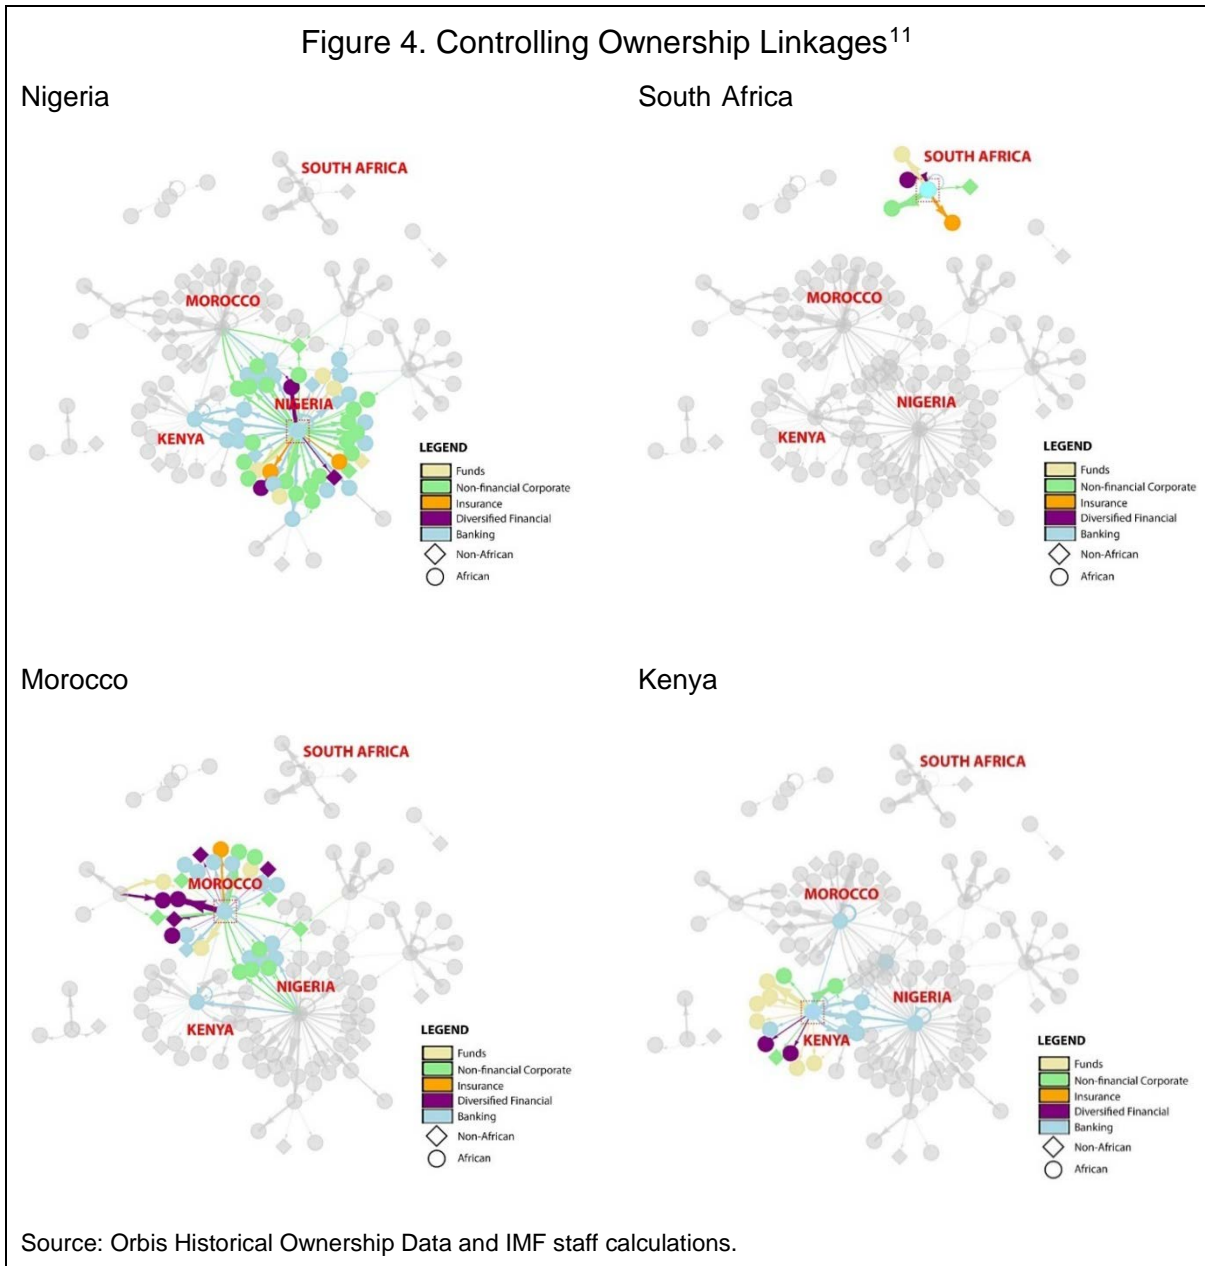 Figure 4. Controlling Ownership Linkages11
Nigeria
SOUTH AFRICA
MOROCCO
NIGERIA
KENYA
LEGEND
Funds
Non-financial Corporate
Insurance
Diversified Financial
Banking
Non-African
African
South Africa
SOUTH AFRICA
MOROCCO
NIGERIA
KENYA
LEGEND
Funds
Non-financial Corporate
Insurance
Diversified Financial
Banking
Non-African
African
Morocco
SOUTH AFRICA
MOROCCO
NIGERIA
KENYA
LEGEND
Funds
Non-financial Corporate
Insurance
Diversified Financial
Banking
Non-African
African
Kenya
SOUTH AFRICA
MOROCCO
NIGERIA
KENYA
LEGEND
Funds
Non-financial Corporate
Insurance
Diversified Financial
Banking
Non-African
African
Source: Orbis Historical Ownership Data and IMF staff calculations.